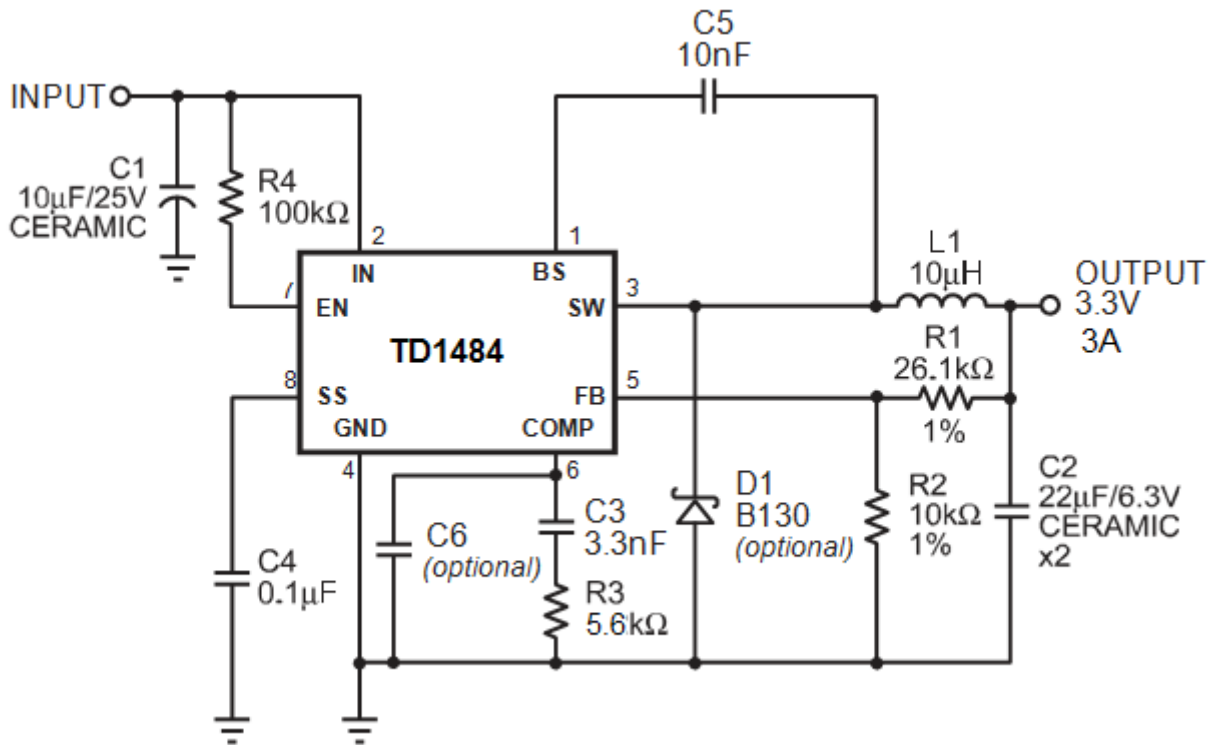 C5
10nF
INPUT
C1
10µF/25V
CERAMIC
R4
100kΩ
2
1
IN
BS
L1
10µH
OUTPUT
3.3V
3A
7
EN
3
SW
TD1484
R1
26.1kΩ
1%
8
SS
5
FB
GND
COMP
4
6
C4
0.1µF
C6
(optional)
C3
3.3nF
R3
5.6kΩ
D1
B130
(optional)
R2
10kΩ
1%
C2
22µF/6.3V
CERAMIC
x2